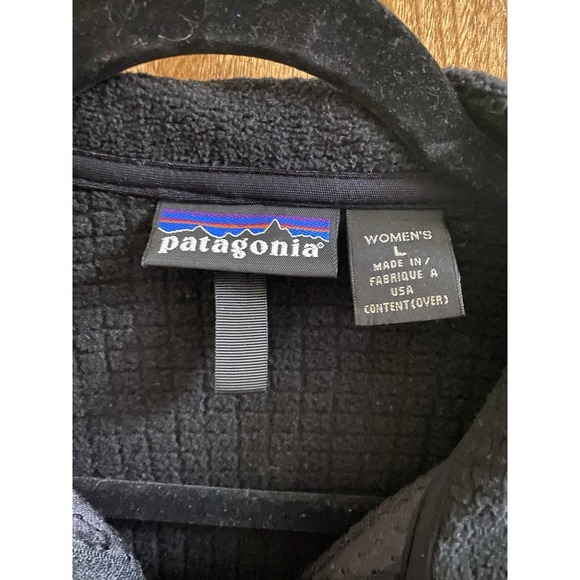 patagonia®
WOMEN'S
L
MADE IN/
FABRIQUE A
USA
CONTENT(OVER)